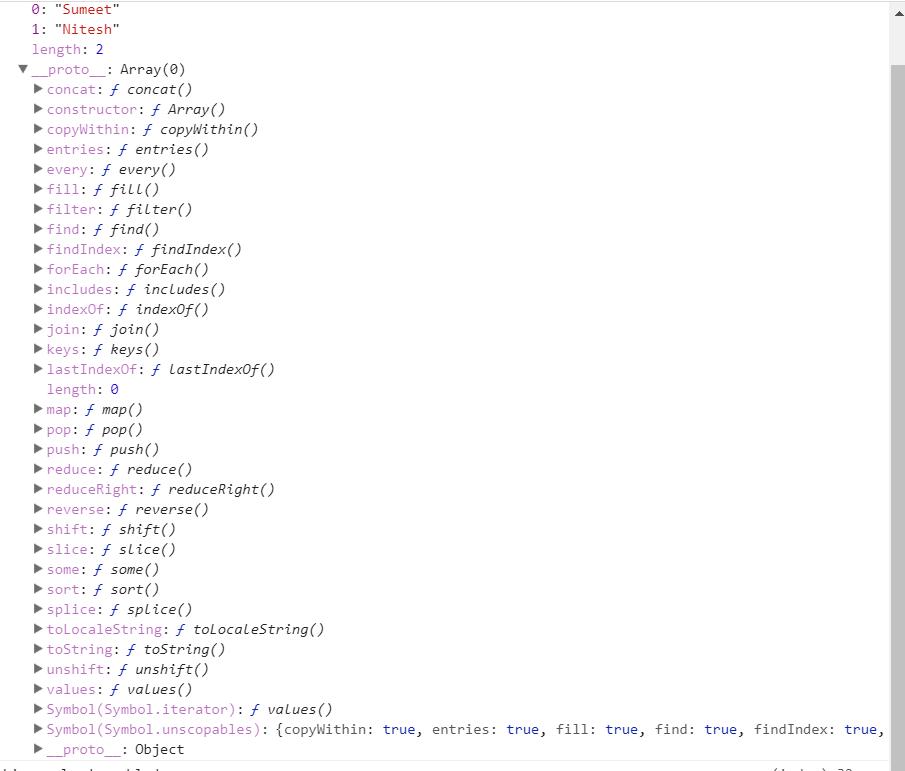 0: "Sumeet"
1: "Nitesh"
length: 2
__proto__: Array(0)
concat: ƒ concat()
constructor: ƒ Array()
copyWithin: ƒ copyWithin()
entries: ƒ entries()
every: ƒ every()
fill: ƒ fill()
filter: ƒ filter()
find: ƒ find()
findIndex: ƒ findIndex()
forEach: ƒ forEach()
includes: ƒ includes()
indexOf: ƒ indexOf()
join: ƒ join()
keys: ƒ keys()
lastIndexOf: ƒ lastIndexOf()
length: 0
map: ƒ map()
pop: ƒ pop()
push: ƒ push()
reduce: ƒ reduce()
reduceRight: ƒ reduceRight()
reverse: ƒ reverse()
shift: ƒ shift()
slice: ƒ slice()
some: ƒ some()
sort: ƒ sort()
splice: ƒ splice()
toLocaleString: ƒ toLocaleString()
toString: ƒ toString()
unshift: ƒ unshift()
values: ƒ values()
Symbol(Symbol.iterator): ƒ values()
Symbol(Symbol.unscopables): {copyWithin: true, entries: true, fill: true, find: true, findIndex: true,
__proto__: Object